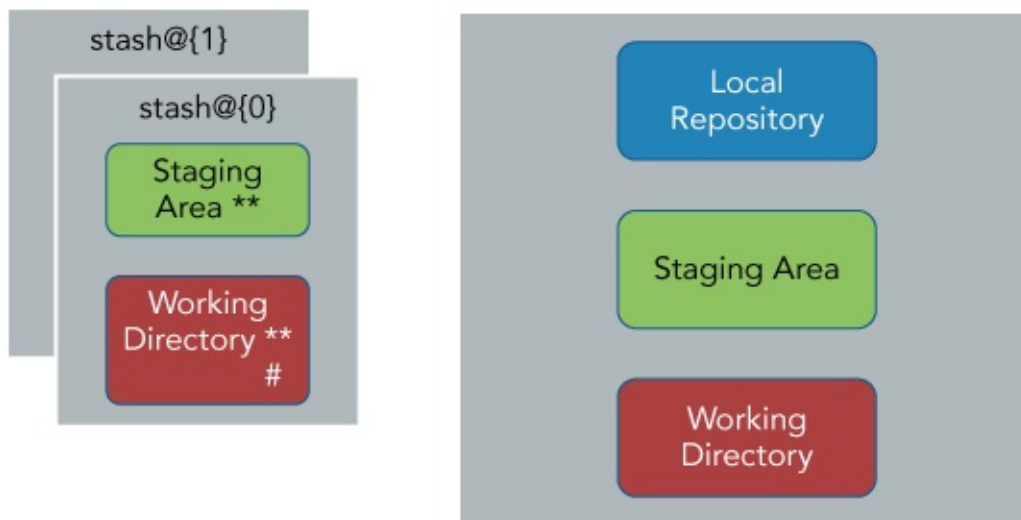 stash@{1}
stash@{0}
Staging
Area **
Working
Directory **
#
Local
Repository
Staging Area
Working
Directory